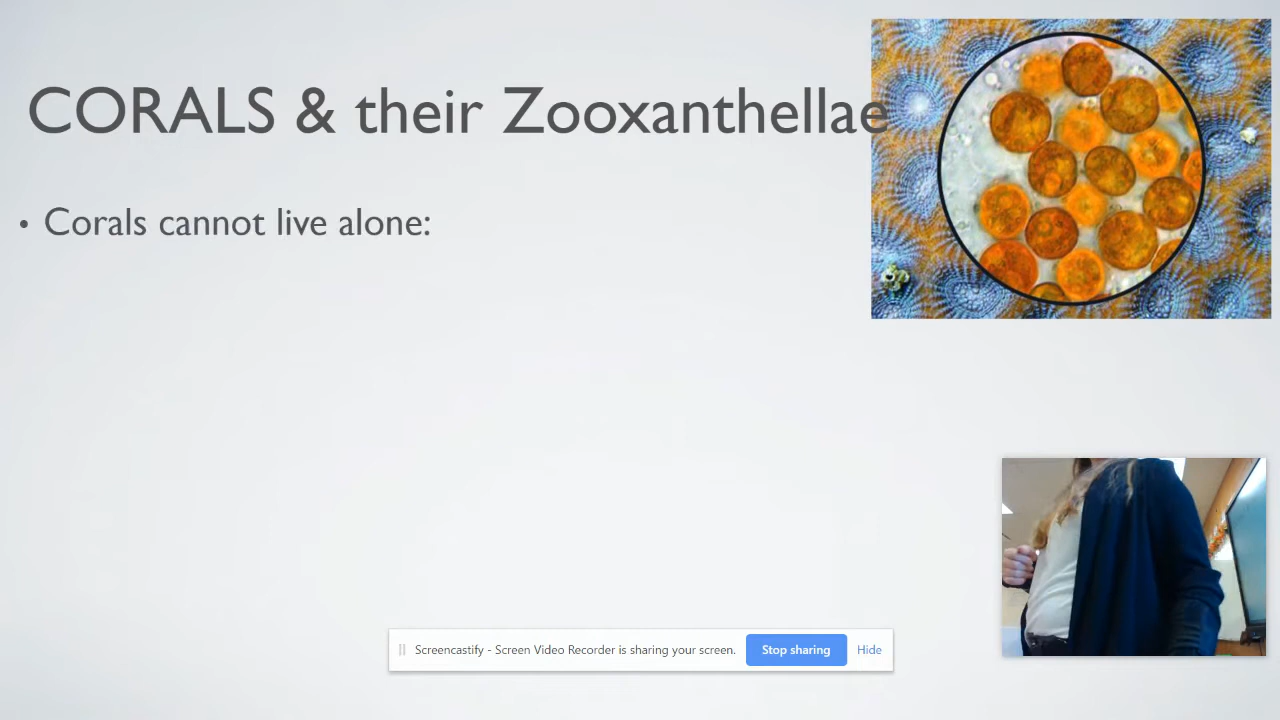 CORALS & their Zooxanthellae
• Corals cannot live alone:
Screencastify - Screen Video Recorder is sharing your screen. Stop sharing Hide